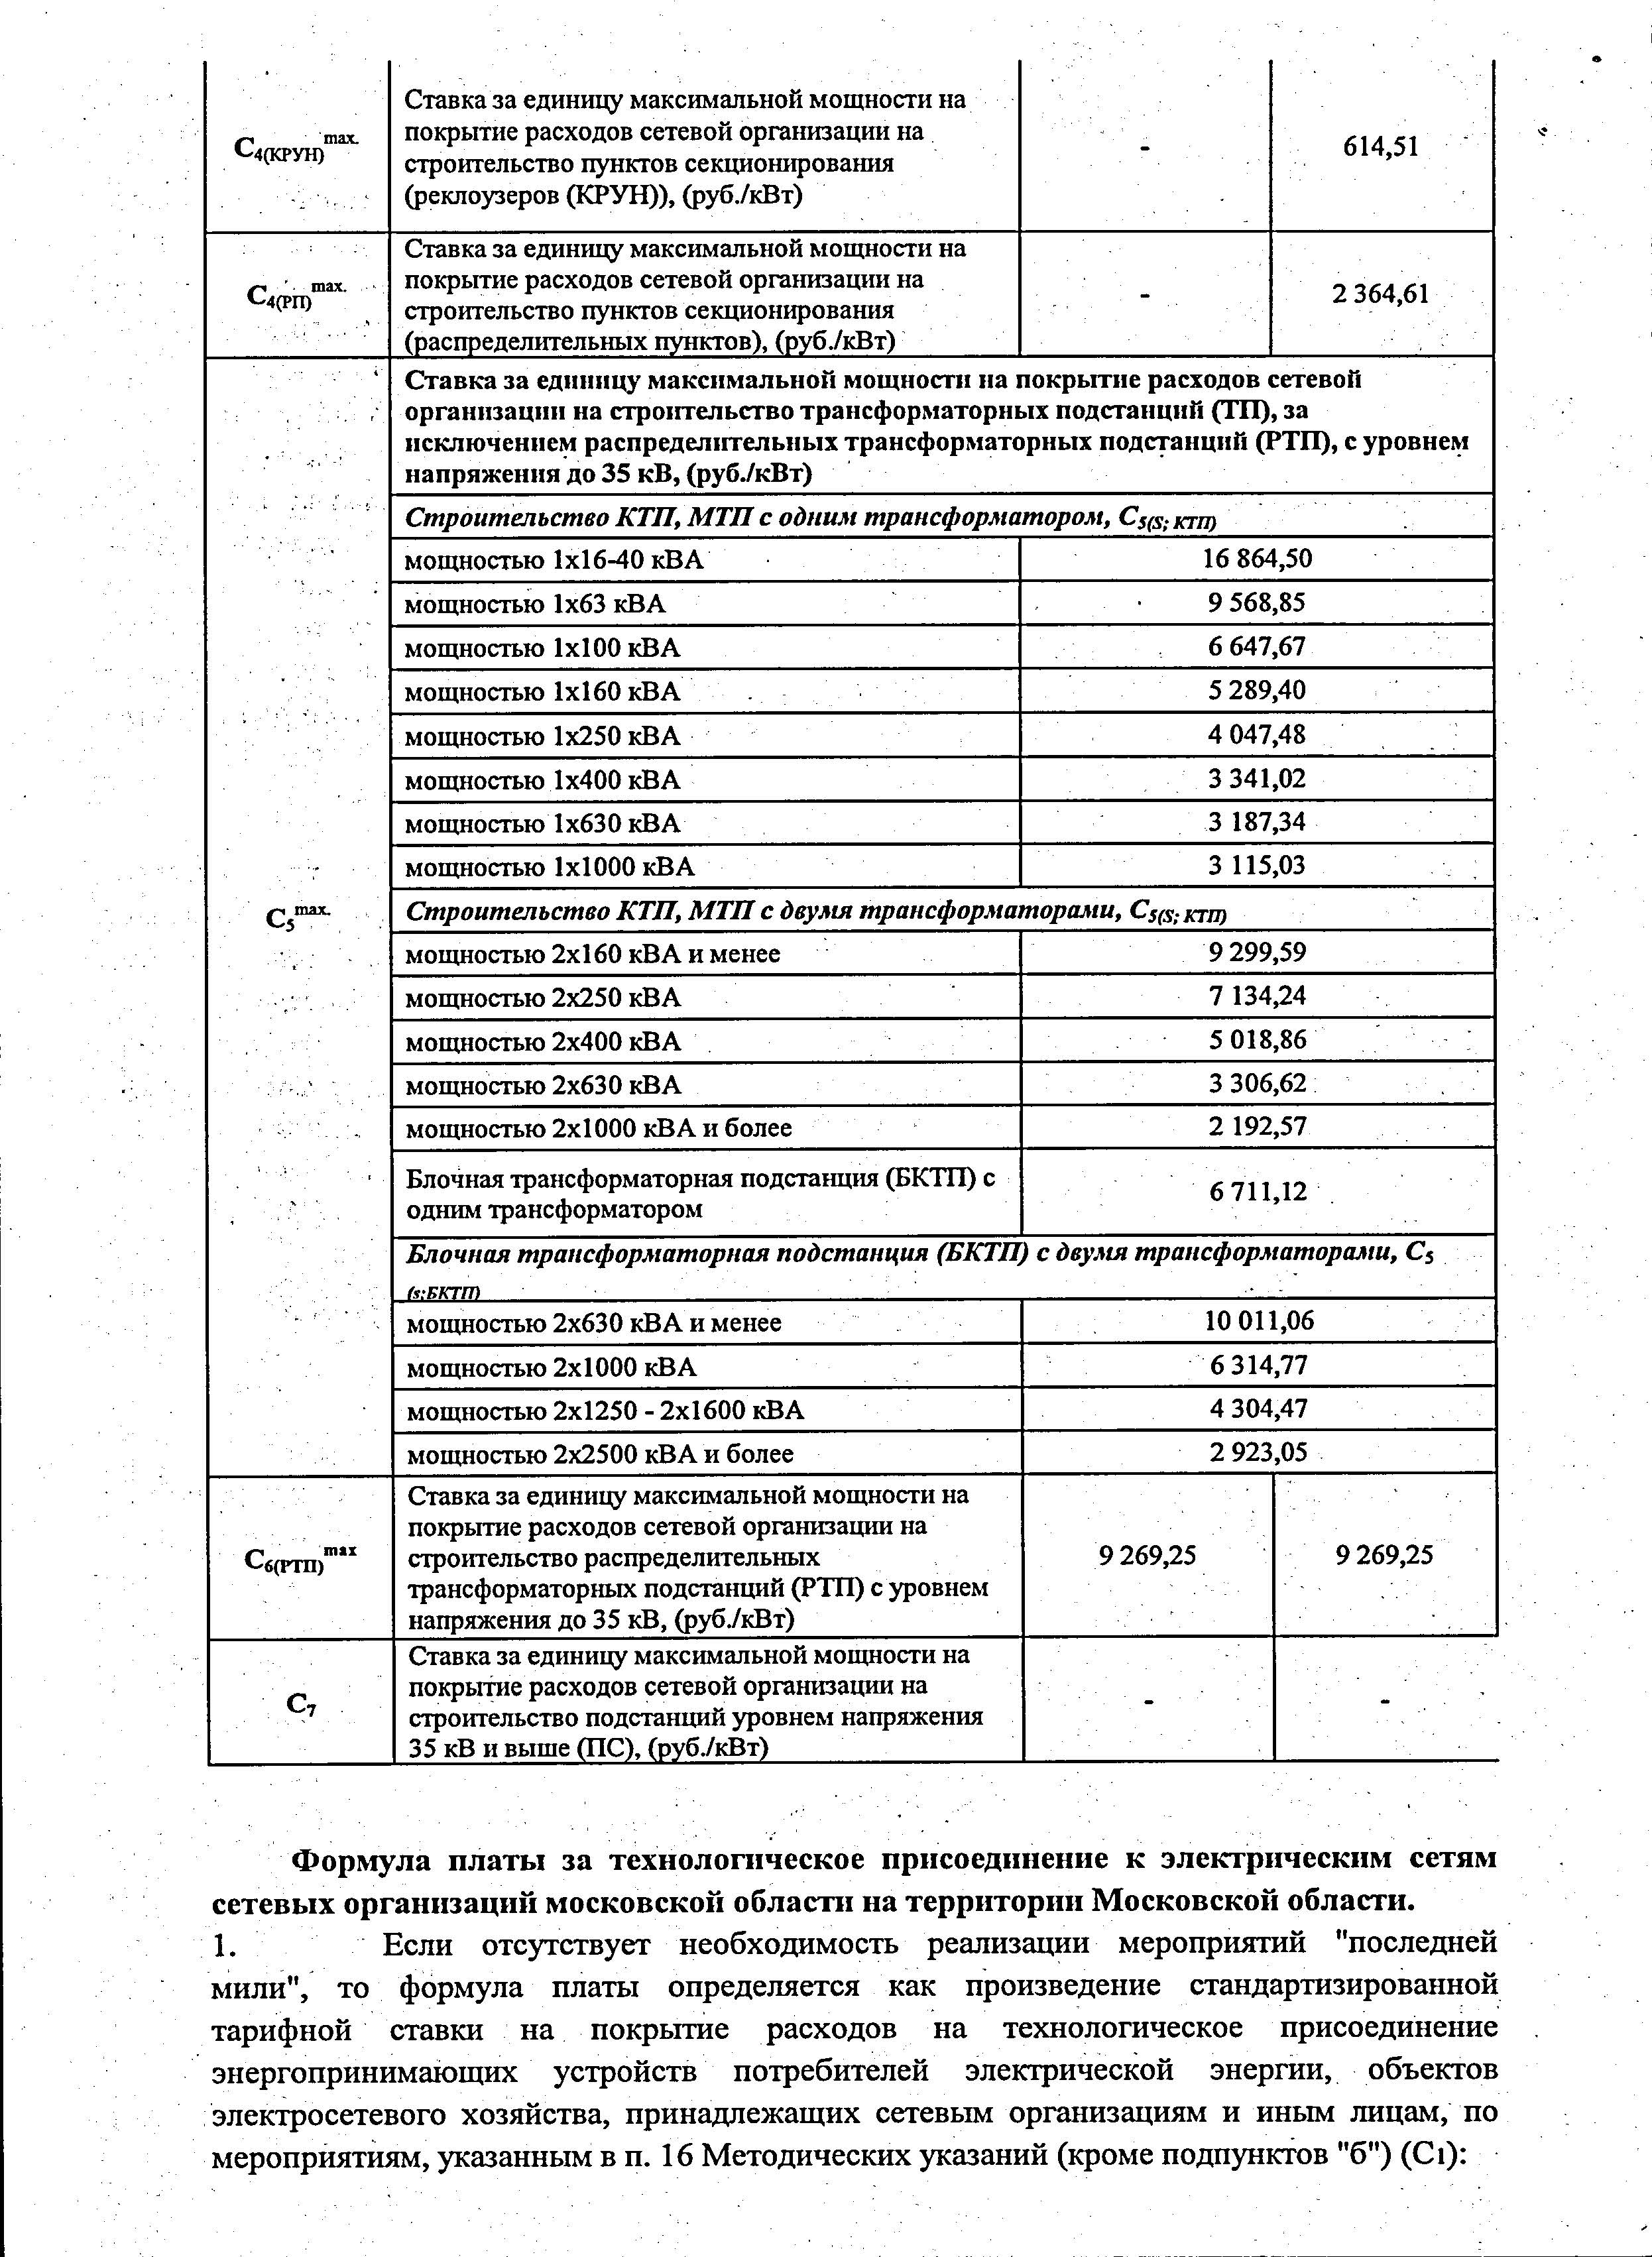 С4(КРУН)max.
Ставка за единицу максимальной мощности на
покрытие расходов сетевой организации на
строительство пунктов секционирования
(реклоузеров (КРУН)), (руб./кВт)
-
614,51
С4(РП)max.
Ставка за единицу максимальной мощности на
покрытие расходов сетевой организации на
строительство пунктов секционирования
(распределительных пунктов), (руб./кВт)
-
2 364,61
С5max.
Ставка за единицу максимальной мощности на покрытие расходов сетевой
организации на строительство трансформаторных подстанций (ТП), за
исключением распределительных трансформаторных подстанций (РТП), с уровнем
напряжения до 35 кВ, (руб./кВт)
Строительство КТП, МТП с одним трансформатором, С5(S; КТП)
мощностью 1х16-40 кВА 16 864,50
мощностью 1х63 кВА 9 568,85
мощностью 1х100 кВА 6 647,67
мощностью 1х160 кВА 5 289,40
мощностью 1х250 кВА 4 047,48
мощностью 1х400 кВА 3 341,02
мощностью 1х630 кВА 3 187,34
мощностью 1х1000 кВА 3 115,03
Строительство КТП, МТП с двумя трансформаторами, С5(S; КТП)
мощностью 2х160 кВА и менее 9 299,59
мощностью 2х250 кВА 7 134,24
мощностью 2х400 кВА 5 018,86
мощностью 2х630 кВА 3 306,62
мощностью 2х1000 кВА и более 2 192,57
Блочная трансформаторная подстанция (БКТП) с
одним трансформатором
6 711,12
Блочная трансформаторная подстанция (БКТП) с двумя трансформаторами, С5
(s;БКТП)
мощностью 2х630 кВА и менее 10 011,06
мощностью 2х1000 кВА 6 314,77
мощностью 2х1250 - 2х1600 кВА 4 304,47
мощностью 2х2500 кВА и более 2 923,05
С6(РТП)max
Ставка за единицу максимальной мощности на
покрытие расходов сетевой организации на
строительство распределительных
трансформаторных подстанций (РТП) с уровнем
напряжения до 35 кВ, (руб./кВт)
9 269,25
9 269,25
С7
Ставка за единицу максимальной мощности на
покрытие расходов сетевой организации на
строительство подстанций уровнем напряжения
35 кВ и выше (ПС), (руб./кВт)
-
-
Формула платы за технологическое присоединение к электрическим сетям
сетевых организаций московской области на территории Московской области.
1. Если отсутствует необходимость реализации мероприятий "последней
мили", то формула платы определяется как произведение стандартизированной
тарифной ставки на покрытие расходов на технологическое присоединение
энергопринимающих устройств потребителей электрической энергии, объектов
электросетевого хозяйства, принадлежащих сетевым организациям и иным лицам, по
мероприятиям, указанным в п. 16 Методических указаний (кроме подпунктов "б") (С1):